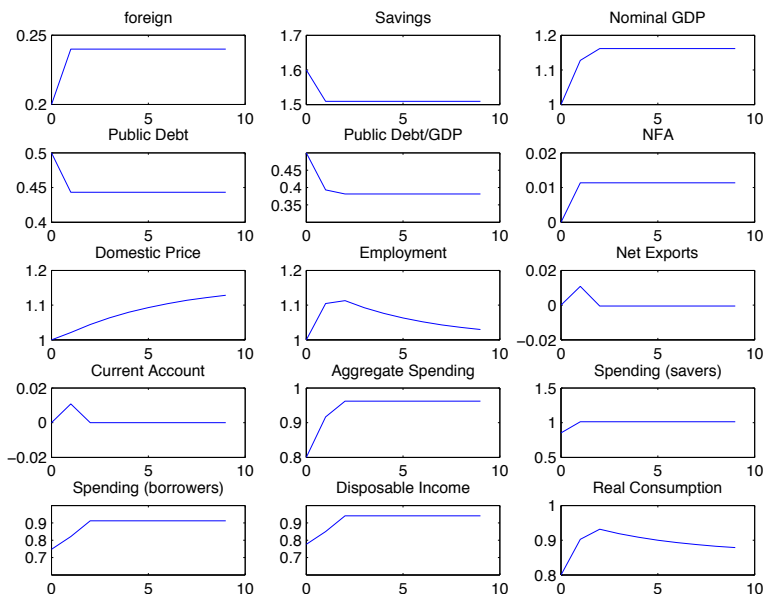 foreign Savings Nominal GDP
0.25 1.6 1.2
1.1
0.2 1.5 1
0 5 10 0 5 10 0 5 10
Public Debt Public Debt/GDP NFA
0.5 0.45 0.4 0.02
0.45 0.4 0.01
0.4 0.35 0
0 5 10 0 5 10 0 5 10
Domestic Price Employment Net Exports
1.2 1.2 0.02
1.1 1.1 0
1 1 −0.02
0 5 10 0 5 10 0 5 10
Current Account Aggregate Spending Spending (savers)
0.02 1 1.5
0 0.9 1
−0.02 0.8 0.5
0 5 10 0 5 10 0 5 10
Spending (borrowers) Disposable Income Real Consumption
0.9 0.9 1
0.8 0.8 0.9
0.7 0.7 0.8
0 5 10 0 5 10 0 5 10